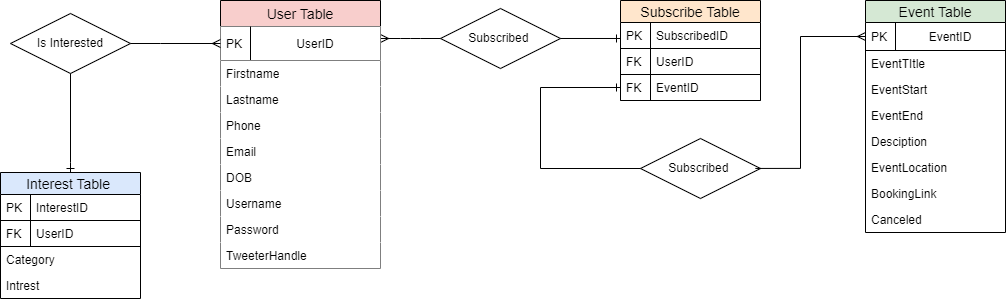 Is Interested
User Table
PK UserID
Firstname
Lastname
Phone
Email
DOB
Username
Password
TweeterHandle
Subscribed
Subscribe Table
PK SubscribedID
FK UserID
FK EventID
Subscribed
Event Table
PK EventID
EventTItle
EventStart
EventEnd
Desciption
EventLocation
BookingLink
Canceled
Interest Table
PK InterestID
FK UserID
Category
Intrest